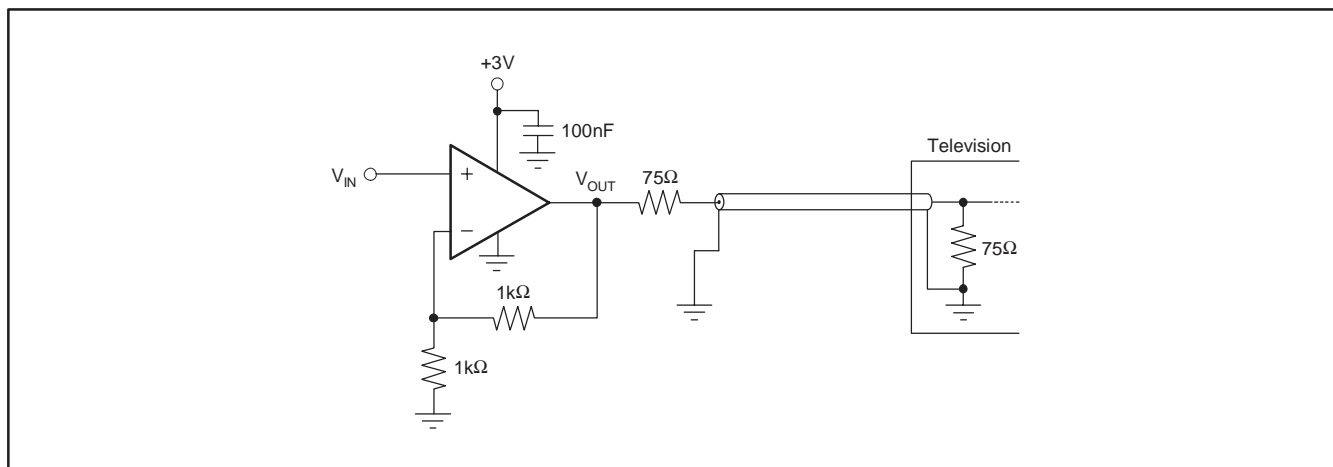 +3V
100nF
Television
V_IN
+
V_OUT
75Ω
−
75Ω
1kΩ
1kΩ